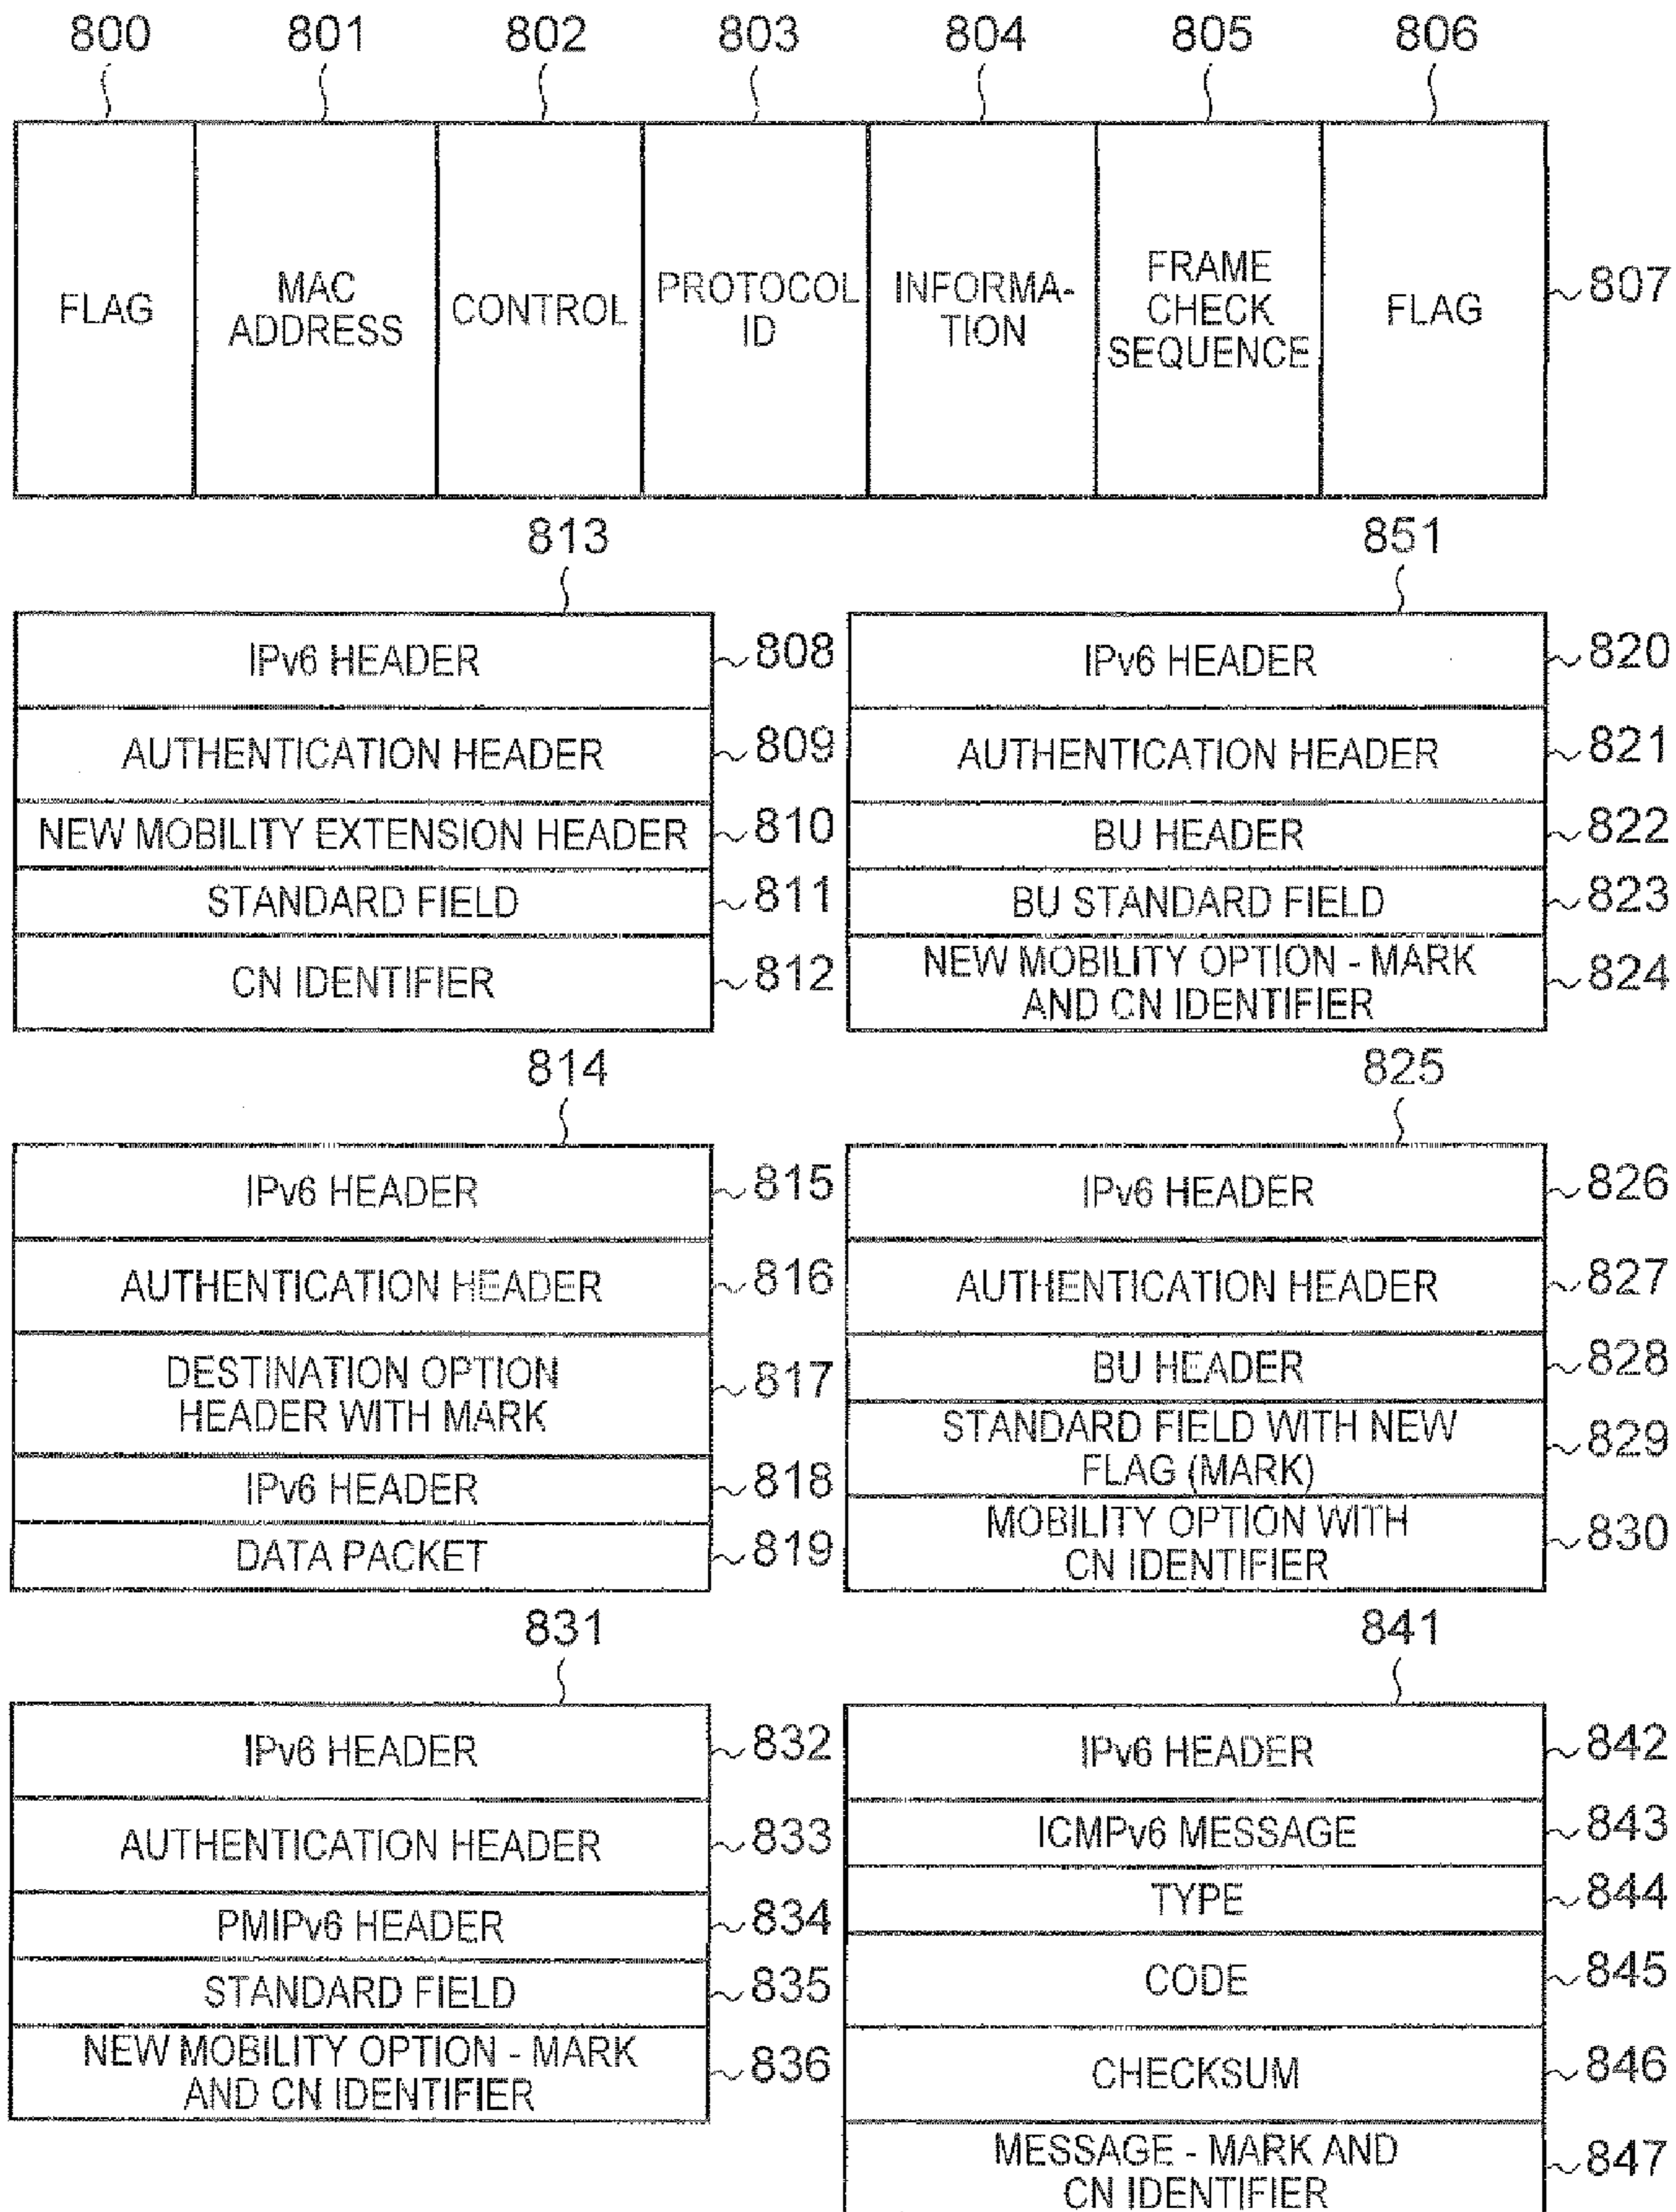 800 801 802 803 804 805 806
FLAG
MAC
ADDRESS
CONTROL
PROTOCOL
ID
INFORMA-
TION
FRAME
CHECK
SEQUENCE
FLAG
807
813
IPv6 HEADER 808
AUTHENTICATION HEADER 809
NEW MOBILITY EXTENSION HEADER 810
STANDARD FIELD 811
CN IDENTIFIER 812
851
IPv6 HEADER 820
AUTHENTICATION HEADER 821
BU HEADER 822
BU STANDARD FIELD 823
NEW MOBILITY OPTION - MARK
AND CN IDENTIFIER 824
814
IPv6 HEADER 815
AUTHENTICATION HEADER 816
DESTINATION OPTION
HEADER WITH MARK 817
IPv6 HEADER 818
DATA PACKET 819
825
IPv6 HEADER 826
AUTHENTICATION HEADER 827
BU HEADER 828
STANDARD FIELD WITH NEW
FLAG (MARK) 829
MOBILITY OPTION WITH
CN IDENTIFIER 830
831
IPv6 HEADER 832
AUTHENTICATION HEADER 833
PMIPv6 HEADER 834
STANDARD FIELD 835
NEW MOBILITY OPTION - MARK
AND CN IDENTIFIER 836
841
IPv6 HEADER 842
ICMPv6 MESSAGE 843
TYPE 844
CODE 845
CHECKSUM 846
MESSAGE - MARK AND
CN IDENTIFIER 847